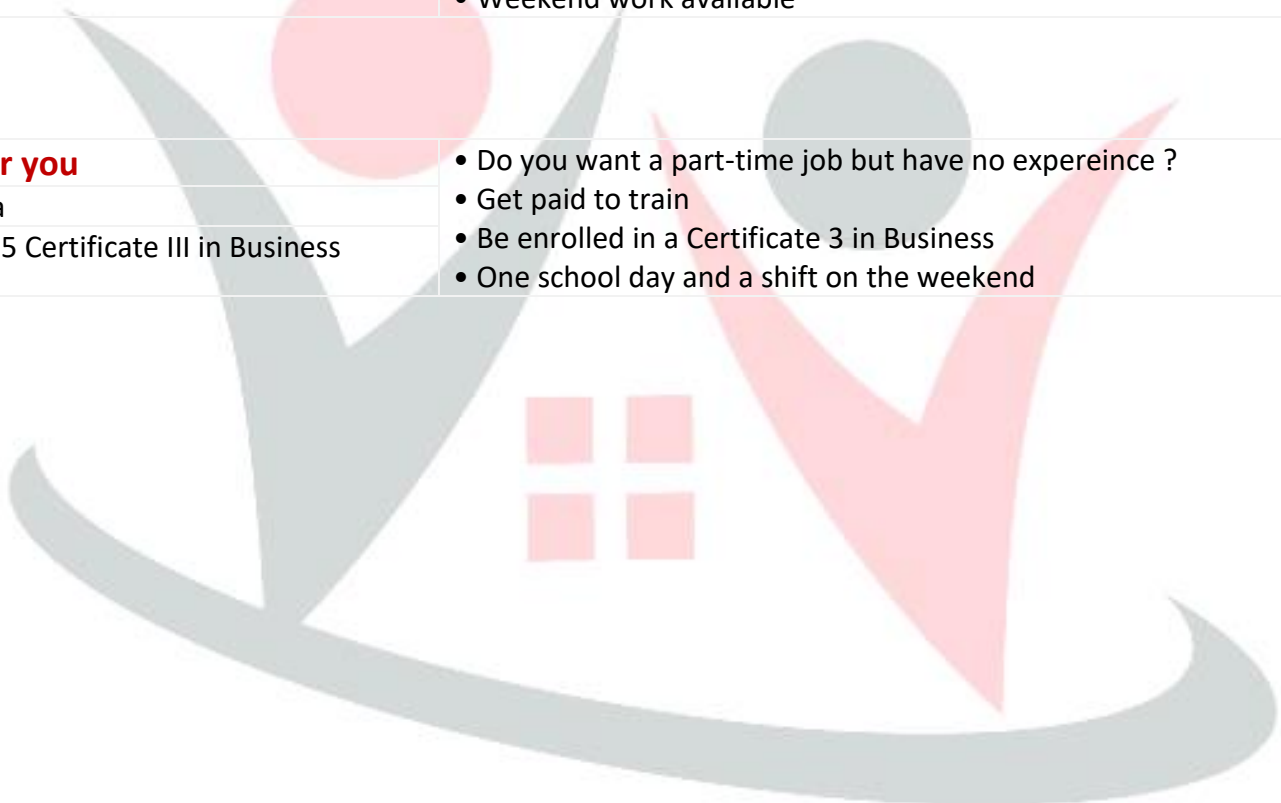 • Weekend work available
r you
a
5 Certificate III in Business
• Do you want a part-time job but have no expereince ?
• Get paid to train
• Be enrolled in a Certificate 3 in Business
• One school day and a shift on the weekend